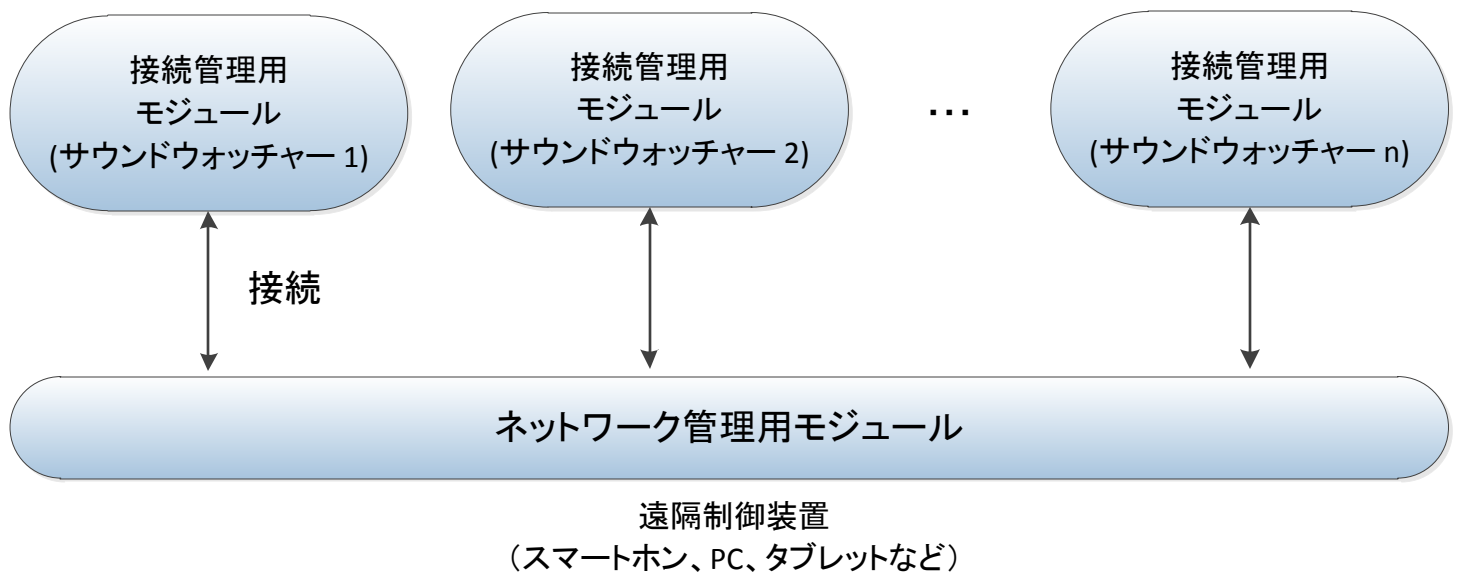 接続管理用
モジュール
(サウンドウォッチャー 1)
接続管理用
モジュール
(サウンドウォッチャー 2)
…
接続管理用
モジュール
(サウンドウォッチャー n)
接続
ネットワーク管理用モジュール
遠隔制御装置
（スマートホン、PC、タブレットなど）